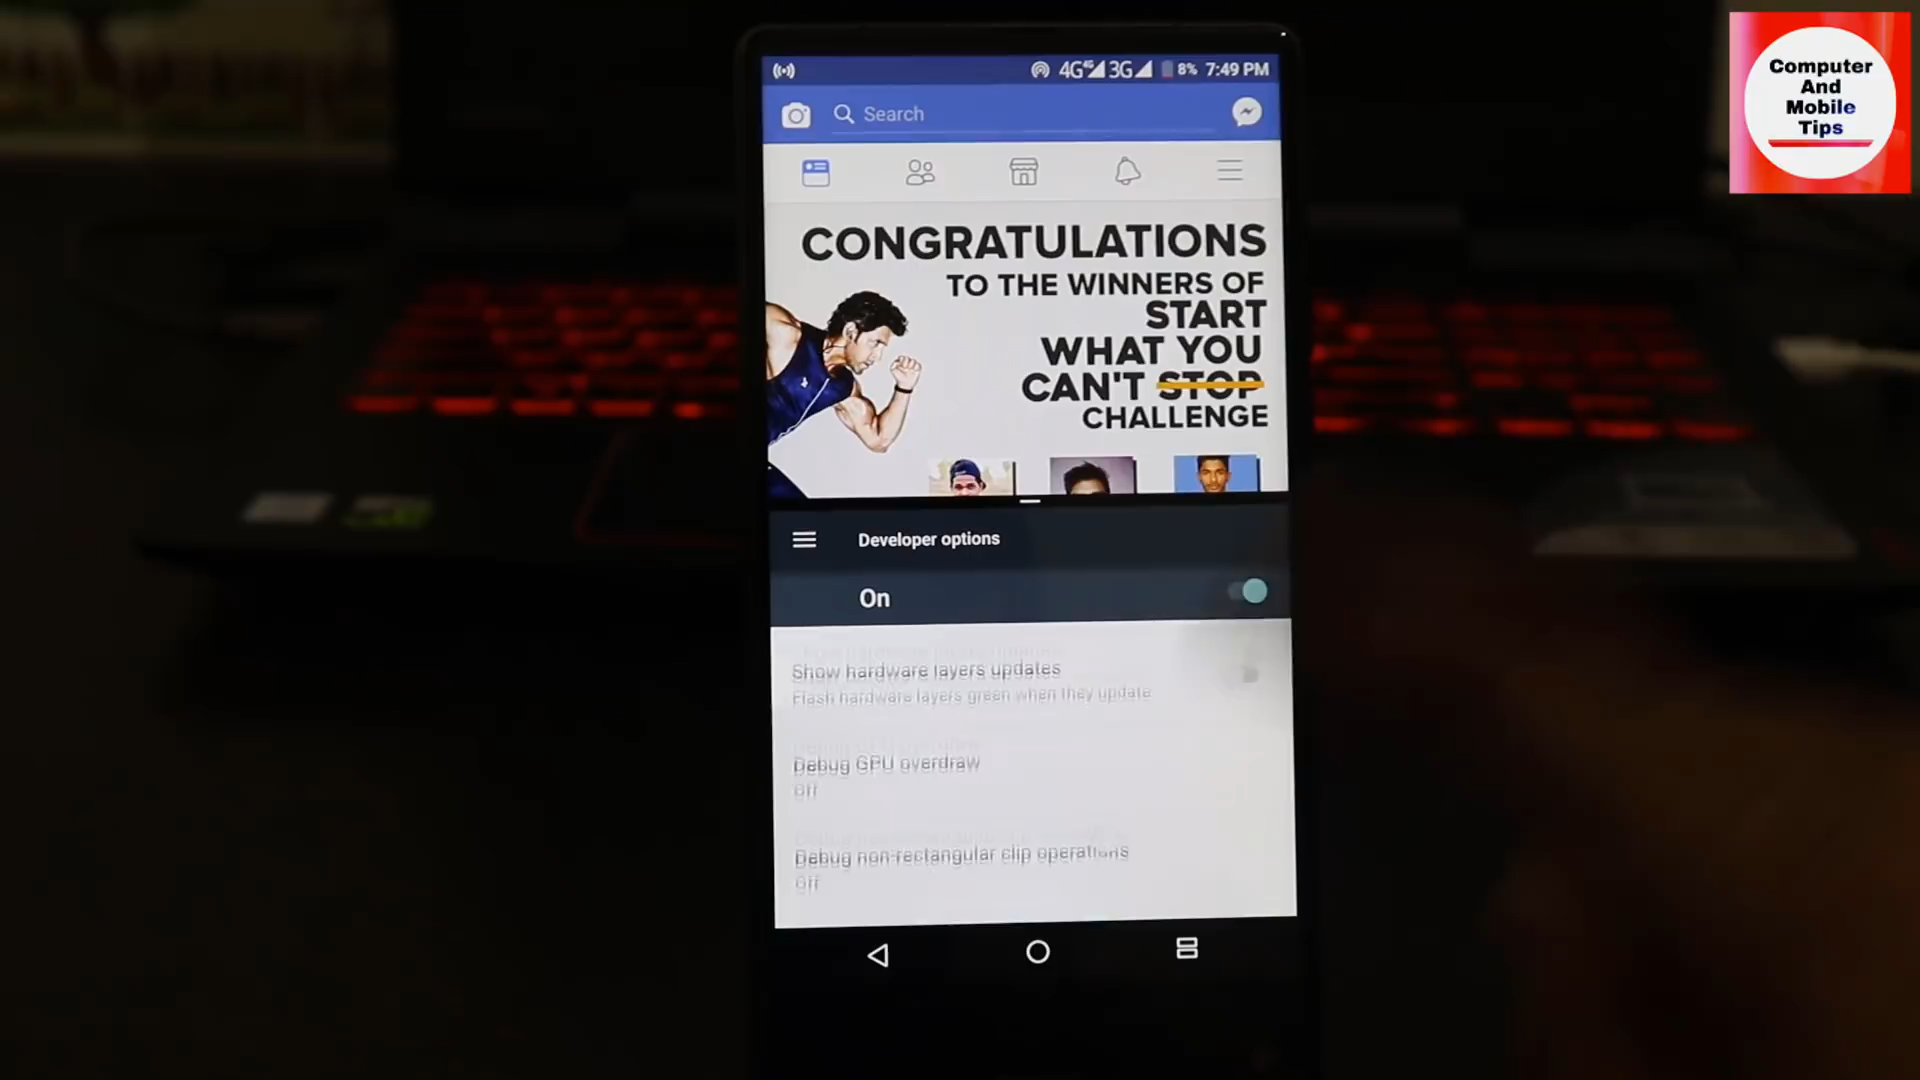 Computer
And
Mobile
Tips
4G 4G 3G 8% 7:49 PM
Search
CONGRATULATIONS
TO THE WINNERS OF
START
WHAT YOU
CAN'T STOP
CHALLENGE
Developer options
On
Show hardware layers updates
Flash hardware layers green when they update
Debug GPU overdraw
Off
Debug non-rectangular clip operations
Off